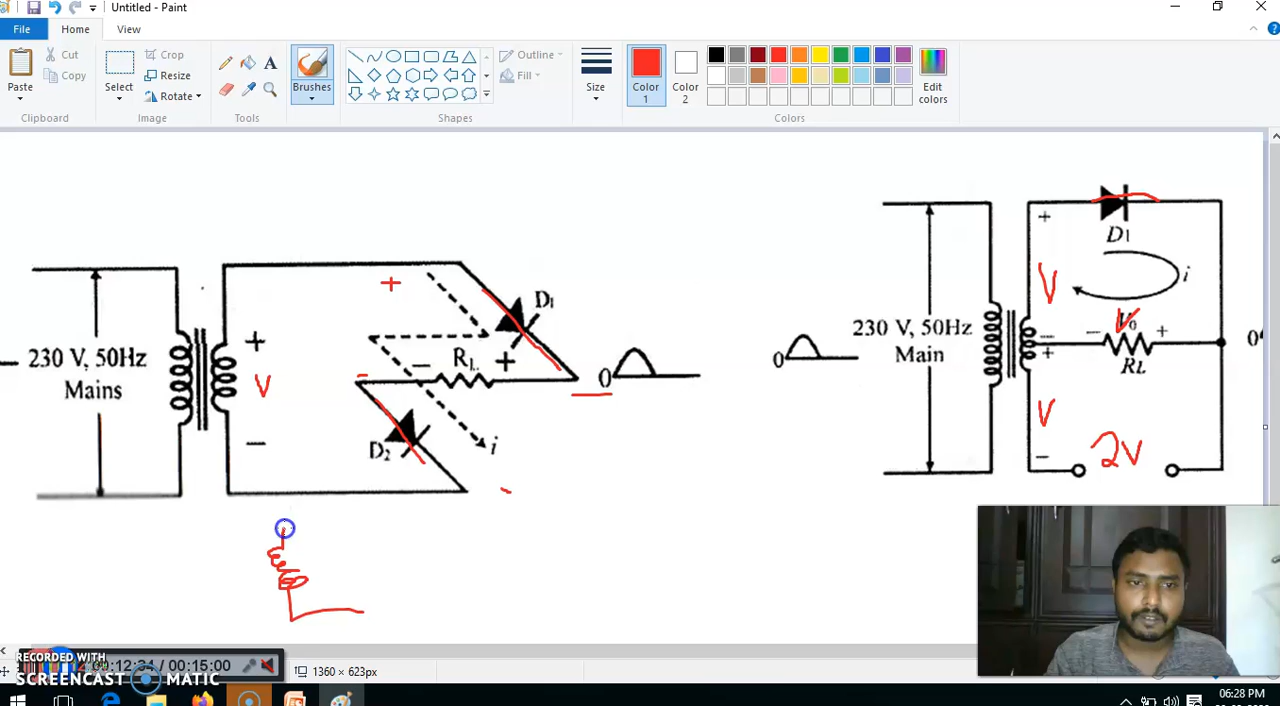 Untitled - Paint
File
Home
View
Paste
Cut
Copy
Clipboard
Select
Crop
Resize
Rotate
Image
A
Tools
Brushes
Shapes
Outline
Fill
Size
Color 1
Color 2
Edit colors
Colors
230 V, 50Hz
Mains
+
V
−
+
D1
−
RL
+
−
D2
i
0
230 V, 50Hz
Main
0
+
D1
V
i
−
V
+
RL
+
V
−
2V
0
RECORDED WITH
SCREENCAST
MATIC
/ 00:15:00
1360 × 623px
06:28 PM